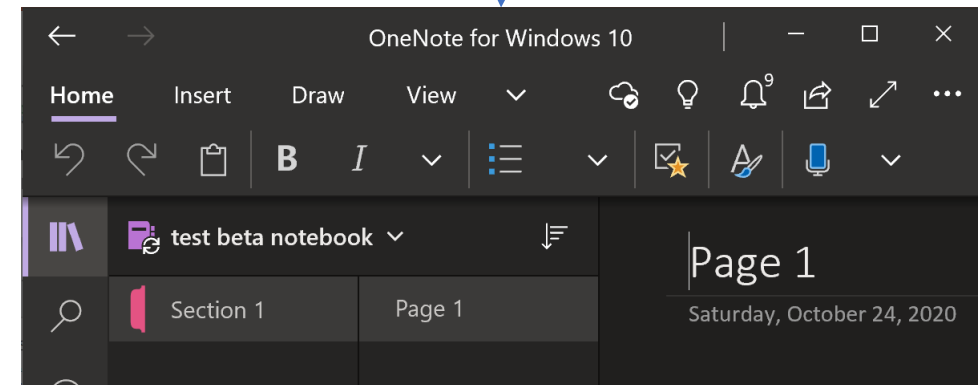 OneNote for Windows 10
Home Insert Draw View 9
B I
test beta notebook
Section 1 Page 1
Page 1
Saturday, October 24, 2020